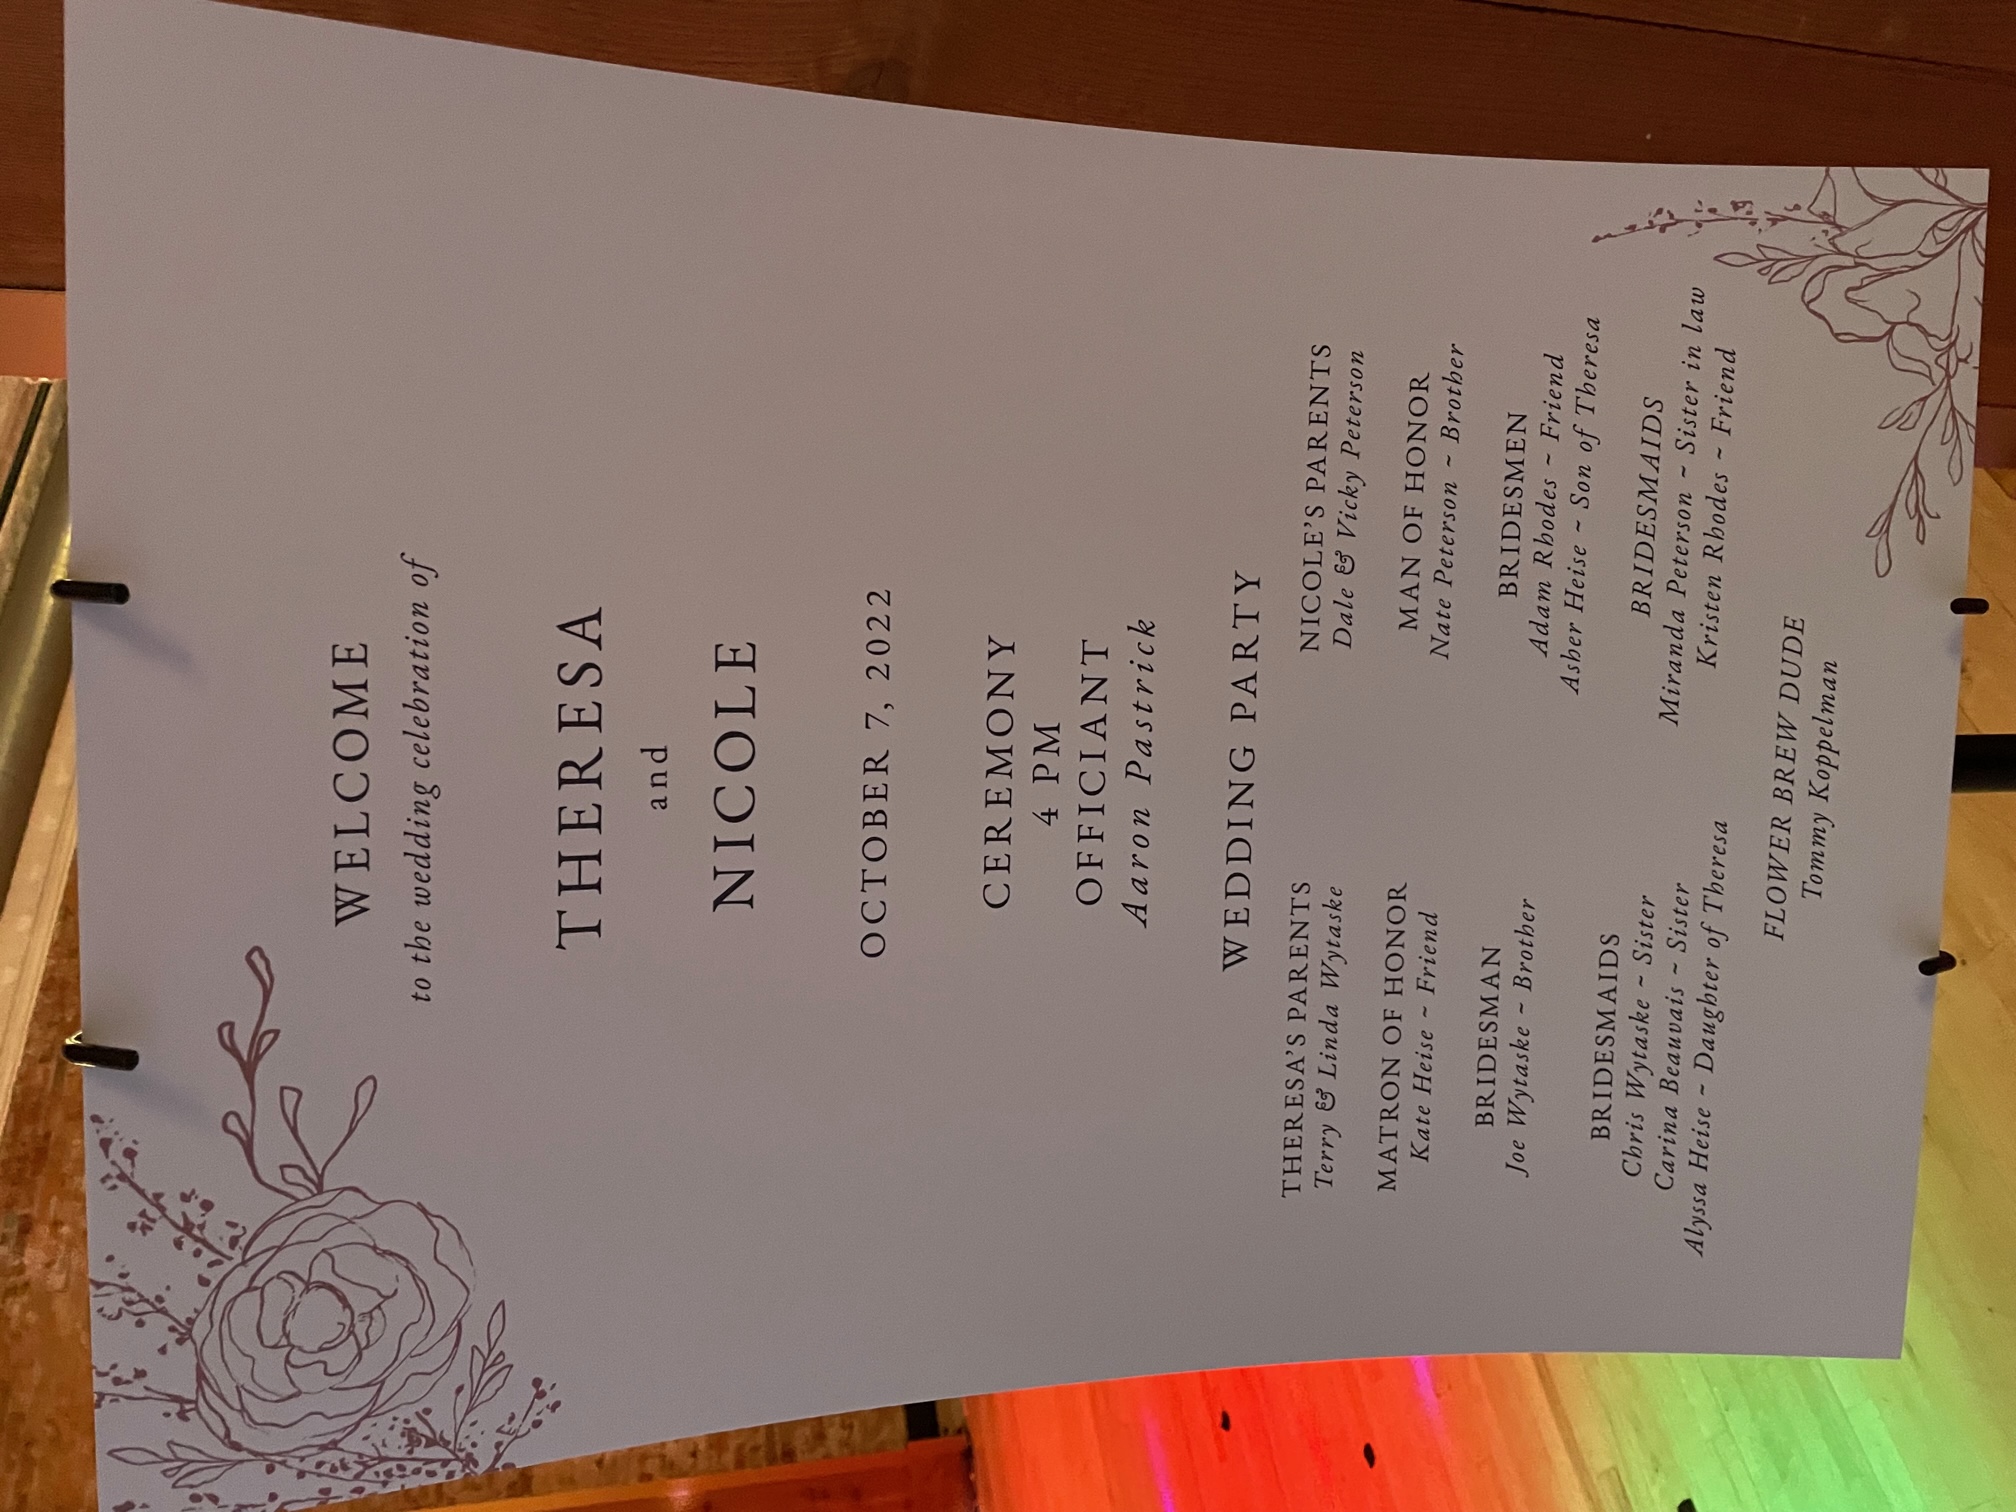 WELCOME
to the wedding celebration of
THERESA
and
NICOLE
OCTOBER 7, 2022
CEREMONY
4 PM
OFFICIANT
Aaron Pastrick
WEDDING PARTY
THERESA'S PARENTS
Terry & Linda Wytaske
MATRON OF HONOR
Kate Heise ~ Friend
BRIDESMAN
Joe Wytaske ~ Brother
BRIDESMAIDS
Chris Wytaske ~ Sister
Carina Beauvais ~ Sister
Alyssa Heise ~ Daughter of Theresa
NICOLE'S PARENTS
Dale & Vicky Peterson
MAN OF HONOR
Nate Peterson ~ Brother
BRIDESMEN
Adam Rhodes ~ Friend
Asher Heise ~ Son of Theresa
BRIDESMAIDS
Miranda Peterson ~ Sister in law
Kristen Rhodes ~ Friend
FLOWER BREW DUDE
Tommy Koppelman